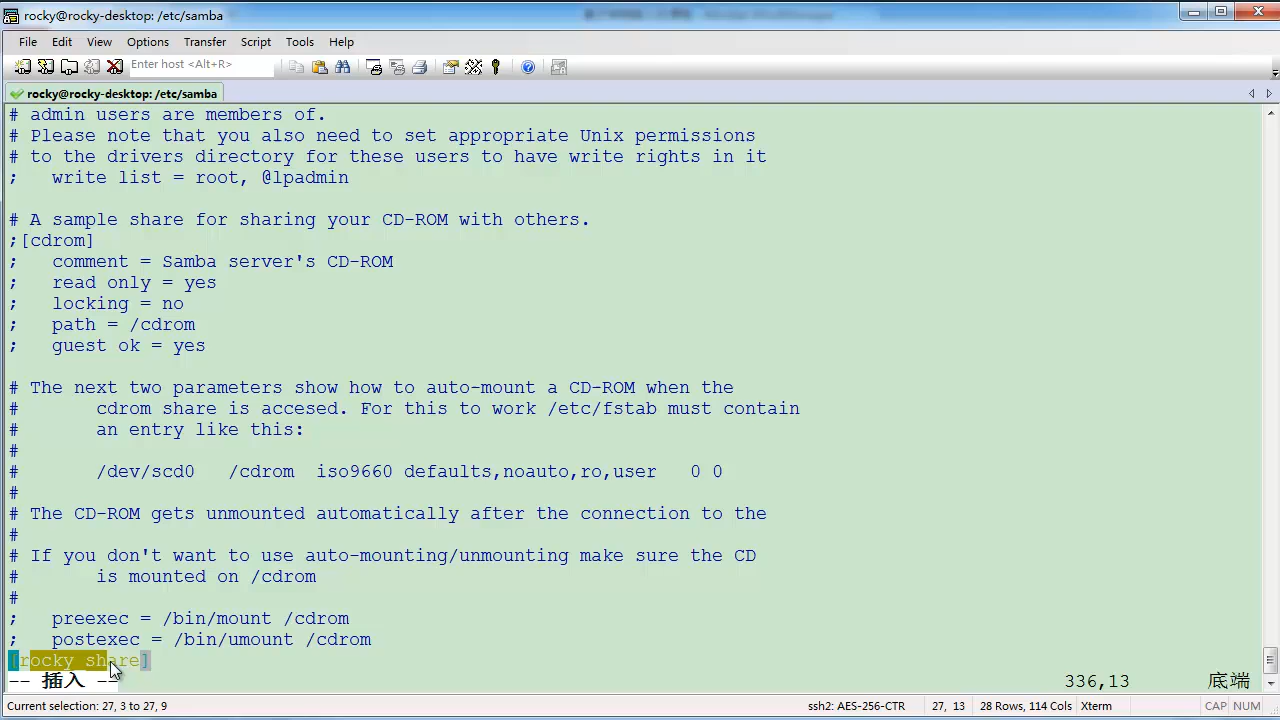 rocky@rocky-desktop: /etc/samba
File Edit View Options Transfer Script Tools Help
Enter host <Alt+R>
rocky@rocky-desktop: /etc/samba
# admin users are members of.
# Please note that you also need to set appropriate Unix permissions
# to the drivers directory for these users to have write rights in it
;   write list = root, @lpadmin
# A sample share for sharing your CD-ROM with others.
;[cdrom]
;   comment = Samba server's CD-ROM
;   read only = yes
;   locking = no
;   path = /cdrom
;   guest ok = yes
# The next two parameters show how to auto-mount a CD-ROM when the
#       cdrom share is accesed. For this to work /etc/fstab must contain
#       an entry like this:
#
#       /dev/scd0   /cdrom  iso9660 defaults,noauto,ro,user   0 0
#
# The CD-ROM gets unmounted automatically after the connection to the
#
# If you don't want to use auto-mounting/unmounting make sure the CD
#       is mounted on /cdrom
#
;   preexec = /bin/mount /cdrom
;   postexec = /bin/umount /cdrom
[rocky_share]
-- 插入 -- 336,13 底端
Current selection: 27, 3 to 27, 9 ssh2: AES-256-CTR 27, 13 28 Rows, 114 Cols Xterm CAP NUM